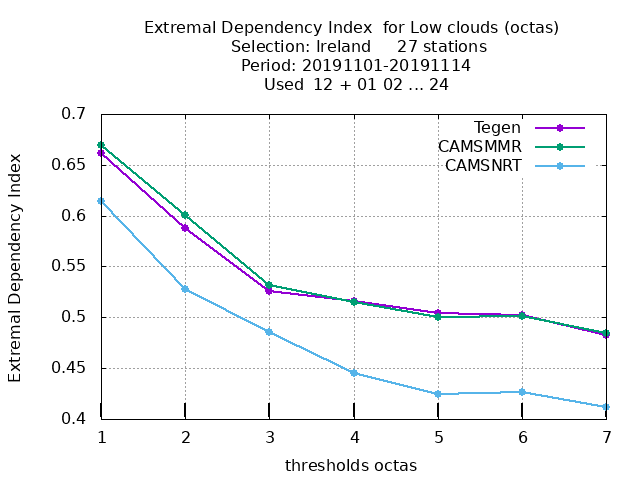 Extremal Dependency Index  for Low clouds (octas)
Selection: Ireland     27 stations
Period: 20191101-20191114
Used  12 + 01 02 ... 24
Extremal Dependency Index
0.7
0.65
0.6
0.55
0.5
0.45
0.4
Tegen
CAMSMMR
CAMSNRT
1 2 3 4 5 6 7
thresholds octas